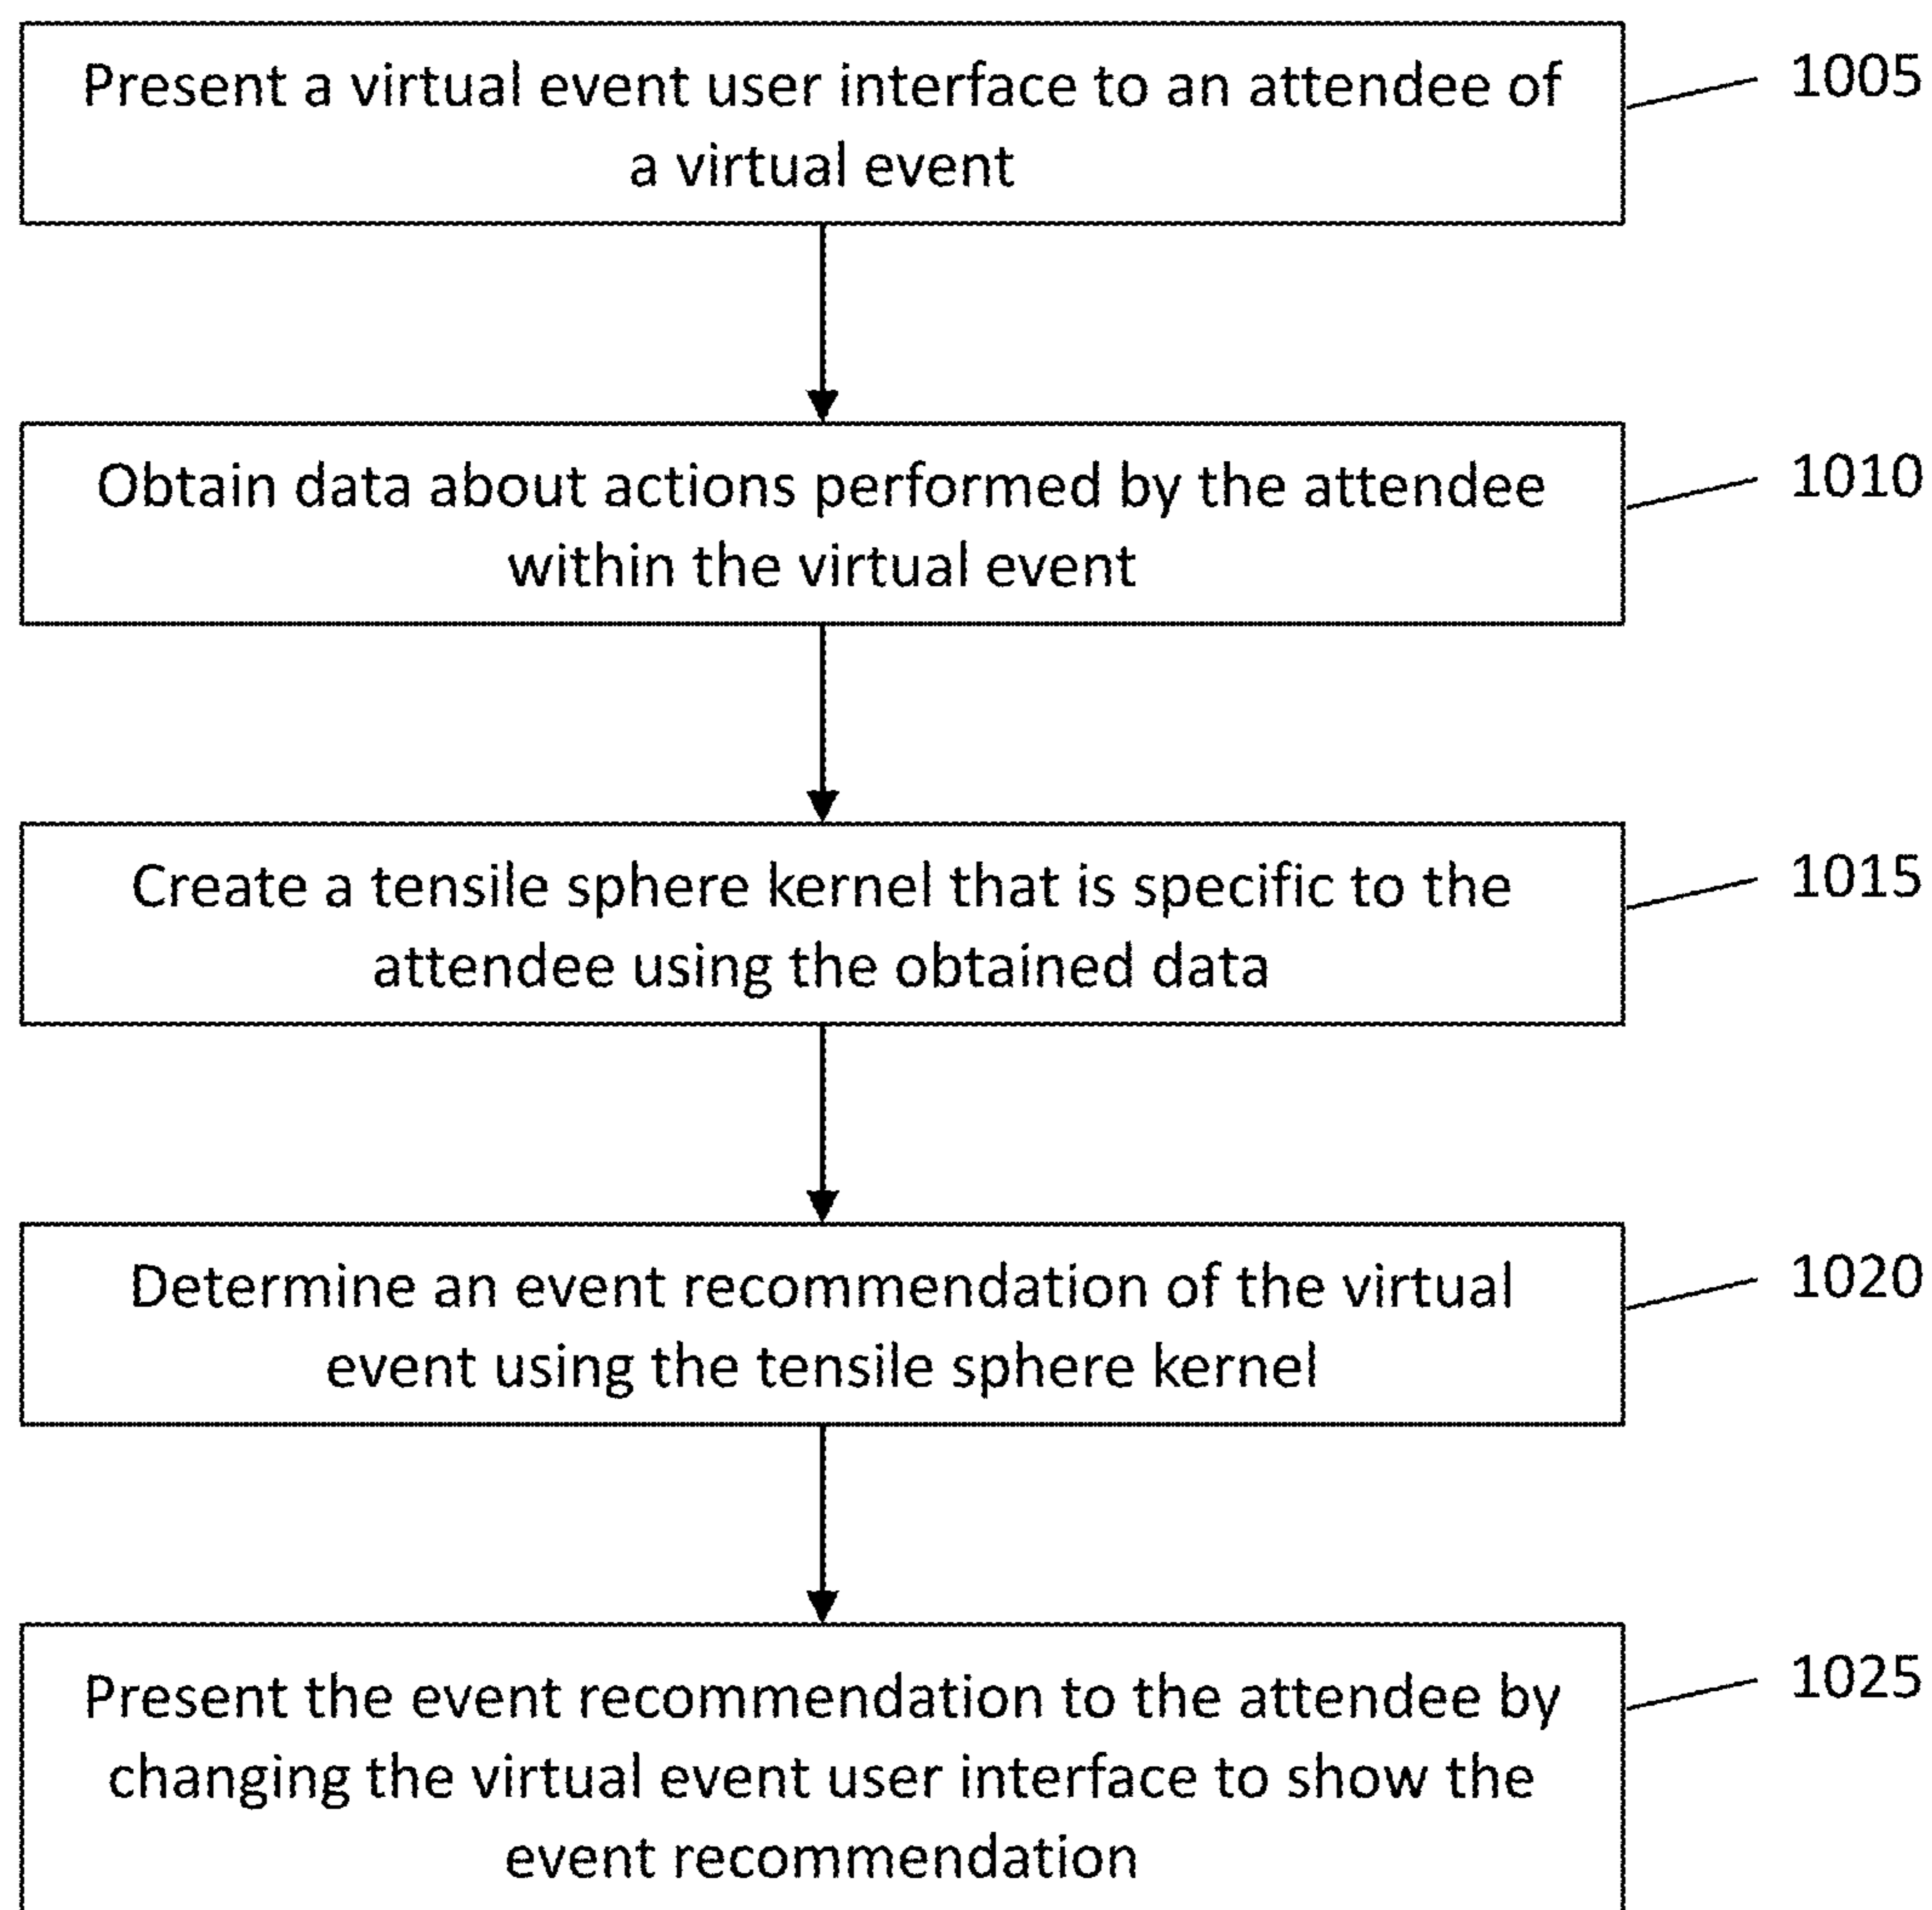 Present a virtual event user interface to an attendee of
a virtual event
1005
Obtain data about actions performed by the attendee
within the virtual event
1010
Create a tensile sphere kernel that is specific to the
attendee using the obtained data
1015
Determine an event recommendation of the virtual
event using the tensile sphere kernel
1020
Present the event recommendation to the attendee by
changing the virtual event user interface to show the
event recommendation
1025